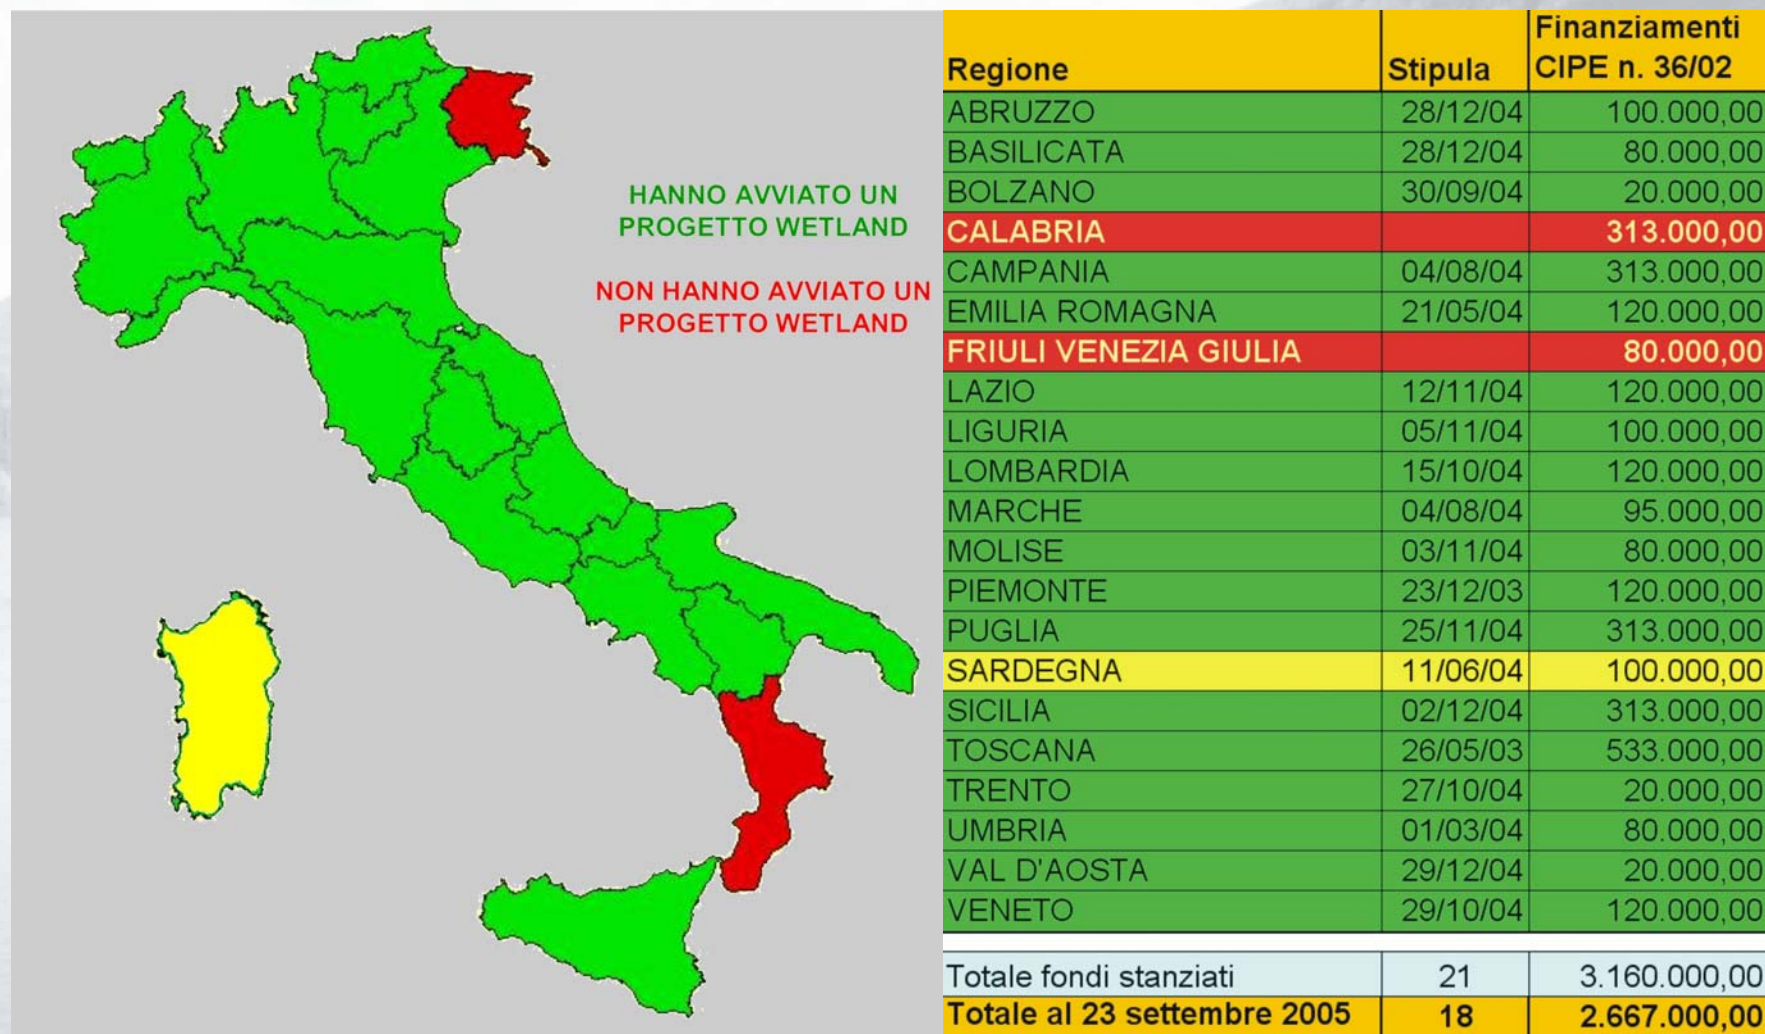 HANNO AVVIATO UN
PROGETTO WETLAND
NON HANNO AVVIATO UN
PROGETTO WETLAND
Regione Stipula Finanziamenti CIPE n. 36/02
ABRUZZO 28/12/04 100.000,00
BASILICATA 28/12/04 80.000,00
BOLZANO 30/09/04 20.000,00
CALABRIA 313.000,00
CAMPANIA 04/08/04 313.000,00
EMILIA ROMAGNA 21/05/04 120.000,00
FRIULI VENEZIA GIULIA 80.000,00
LAZIO 12/11/04 120.000,00
LIGURIA 05/11/04 100.000,00
LOMBARDIA 15/10/04 120.000,00
MARCHE 04/08/04 95.000,00
MOLISE 03/11/04 80.000,00
PIEMONTE 23/12/03 120.000,00
PUGLIA 25/11/04 313.000,00
SARDEGNA 11/06/04 100.000,00
SICILIA 02/12/04 313.000,00
TOSCANA 26/05/03 533.000,00
TRENTO 27/10/04 20.000,00
UMBRIA 01/03/04 80.000,00
VAL D'AOSTA 29/12/04 20.000,00
VENETO 29/10/04 120.000,00
Totale fondi stanziati 21 3.160.000,00
Totale al 23 settembre 2005 18 2.667.000,00